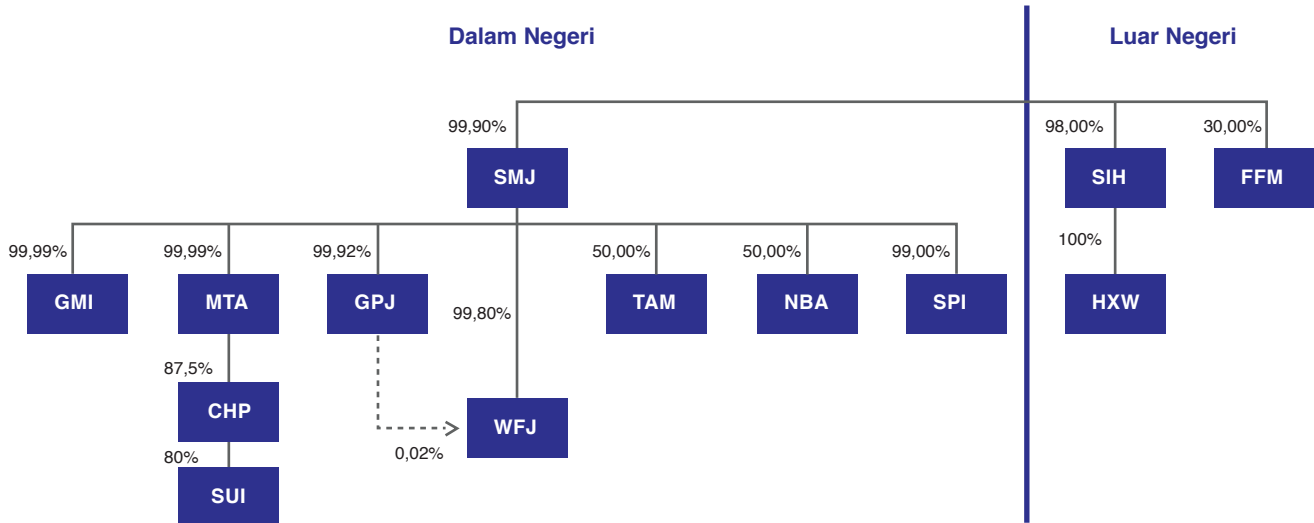 Dalam Negeri
Luar Negeri
99,90%
98,00%
30,00%
SMJ
SIH
FFM
99,99%
99,99%
99,92%
50,00%
50,00%
99,00%
100%
GMI
MTA
GPJ
99,80%
TAM
NBA
SPI
HXW
87,5%
CHP
WFJ
0,02%
80%
SUI